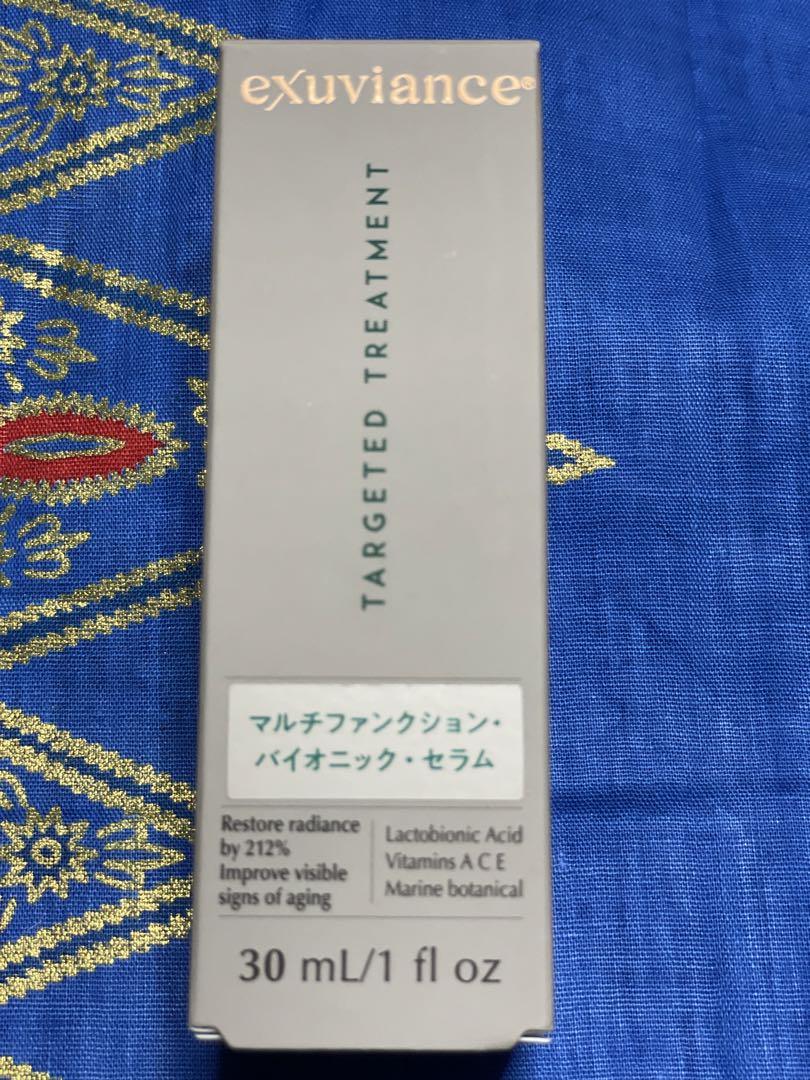 exuviance®
TARGETED TREATMENT
マルチファンクション・
バイオニック・セラム
Restore radiance
by 212%
Improve visible
signs of aging
Lactobionic Acid
Vitamins A C E
Marine botanical
30 mL/1 fl oz